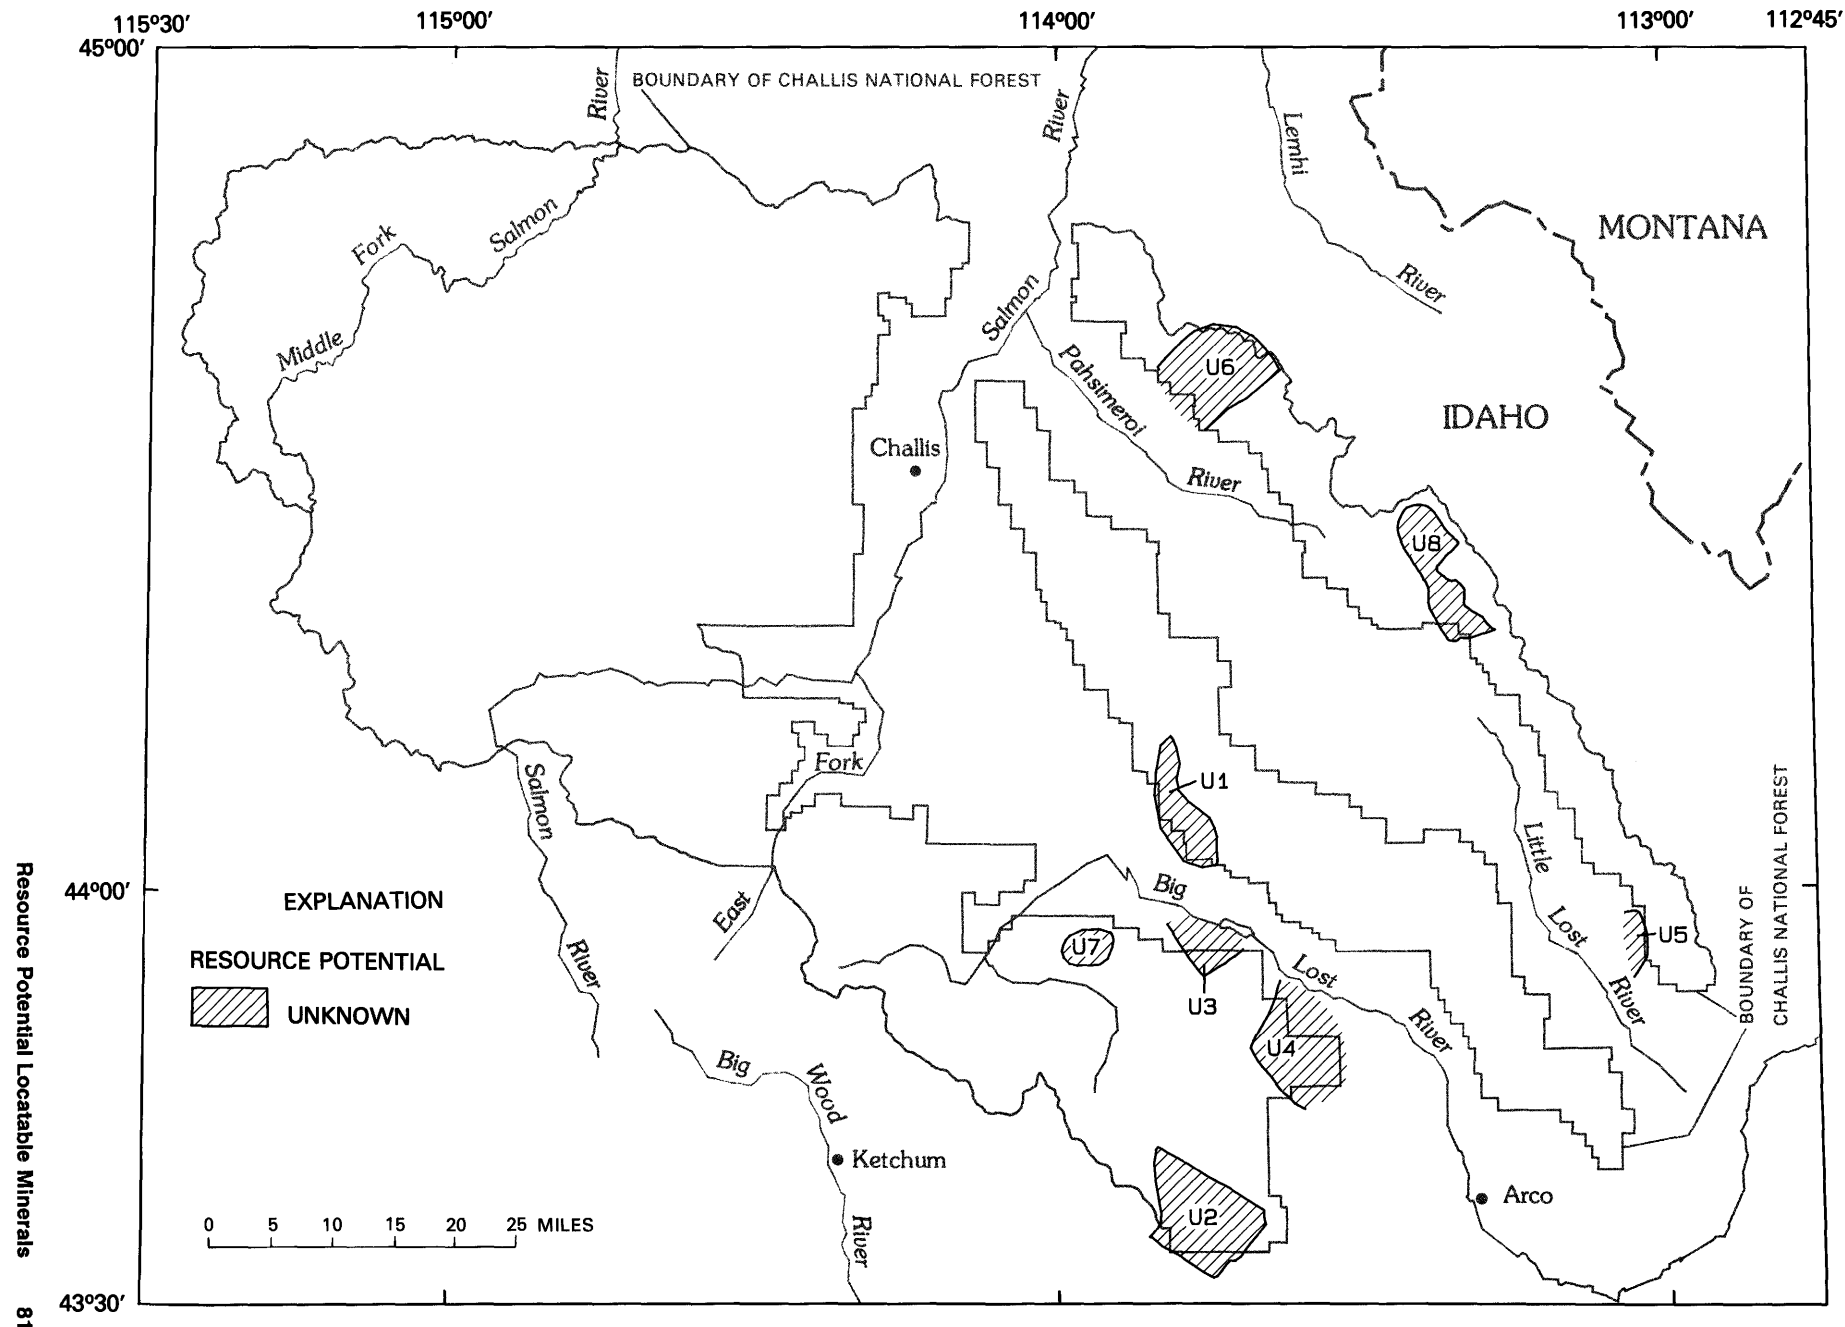 115°30′ 115°00′ 114°00′ 113°00′ 112°45′
45°00′
BOUNDARY OF CHALLIS NATIONAL FOREST
River
River
Lemhi
River
MONTANA
IDAHO
Middle
Fork
Salmon
Salmon
Pahsimeroi
River
U6
Challis
U8
U1
Fork
East
Salmon
River
44°00′
EXPLANATION
RESOURCE POTENTIAL
UNKNOWN
Big
Lost
River
U7
U3
U4
Little
Lost
River
U5
BOUNDARY OF
CHALLIS NATIONAL FOREST
Big
Wood
River
Ketchum
U2
Arco
0 5 10 15 20 25 MILES
43°30′
Resource Potential Locatable Minerals 81